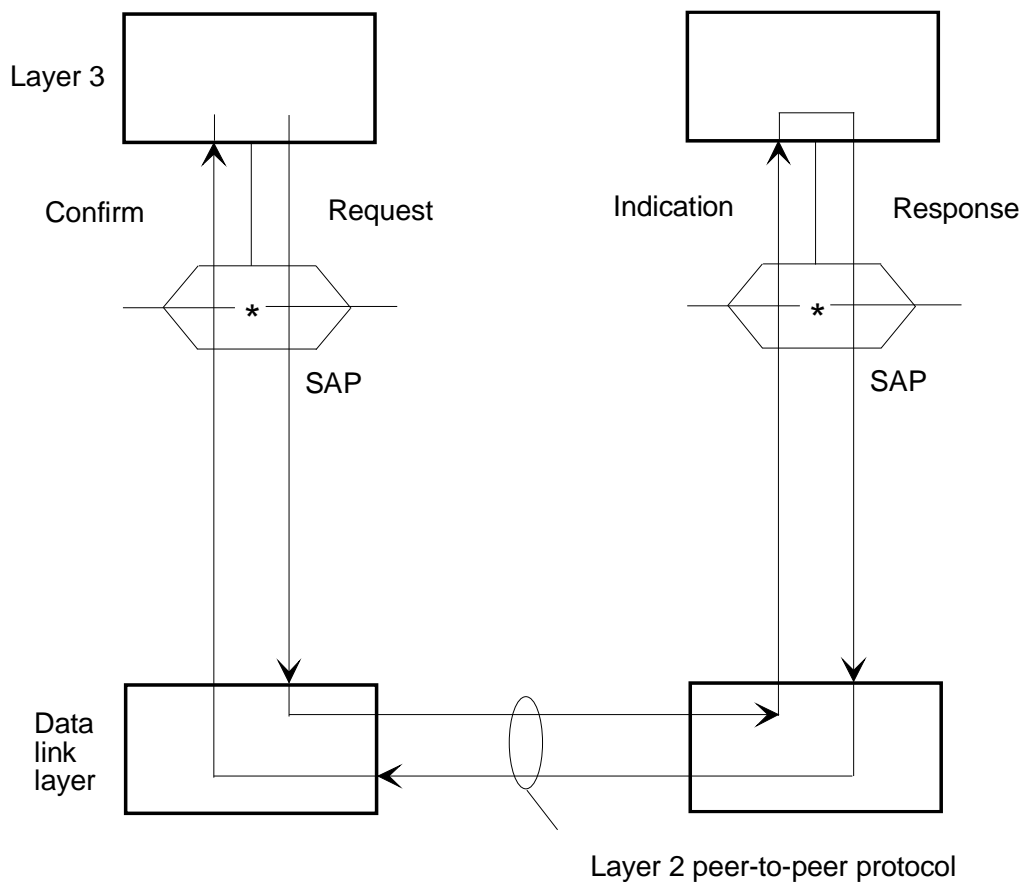 Layer 3
Confirm
Request
Indication
Response
*
*
SAP
SAP
Data
link
layer
Layer 2 peer-to-peer protocol